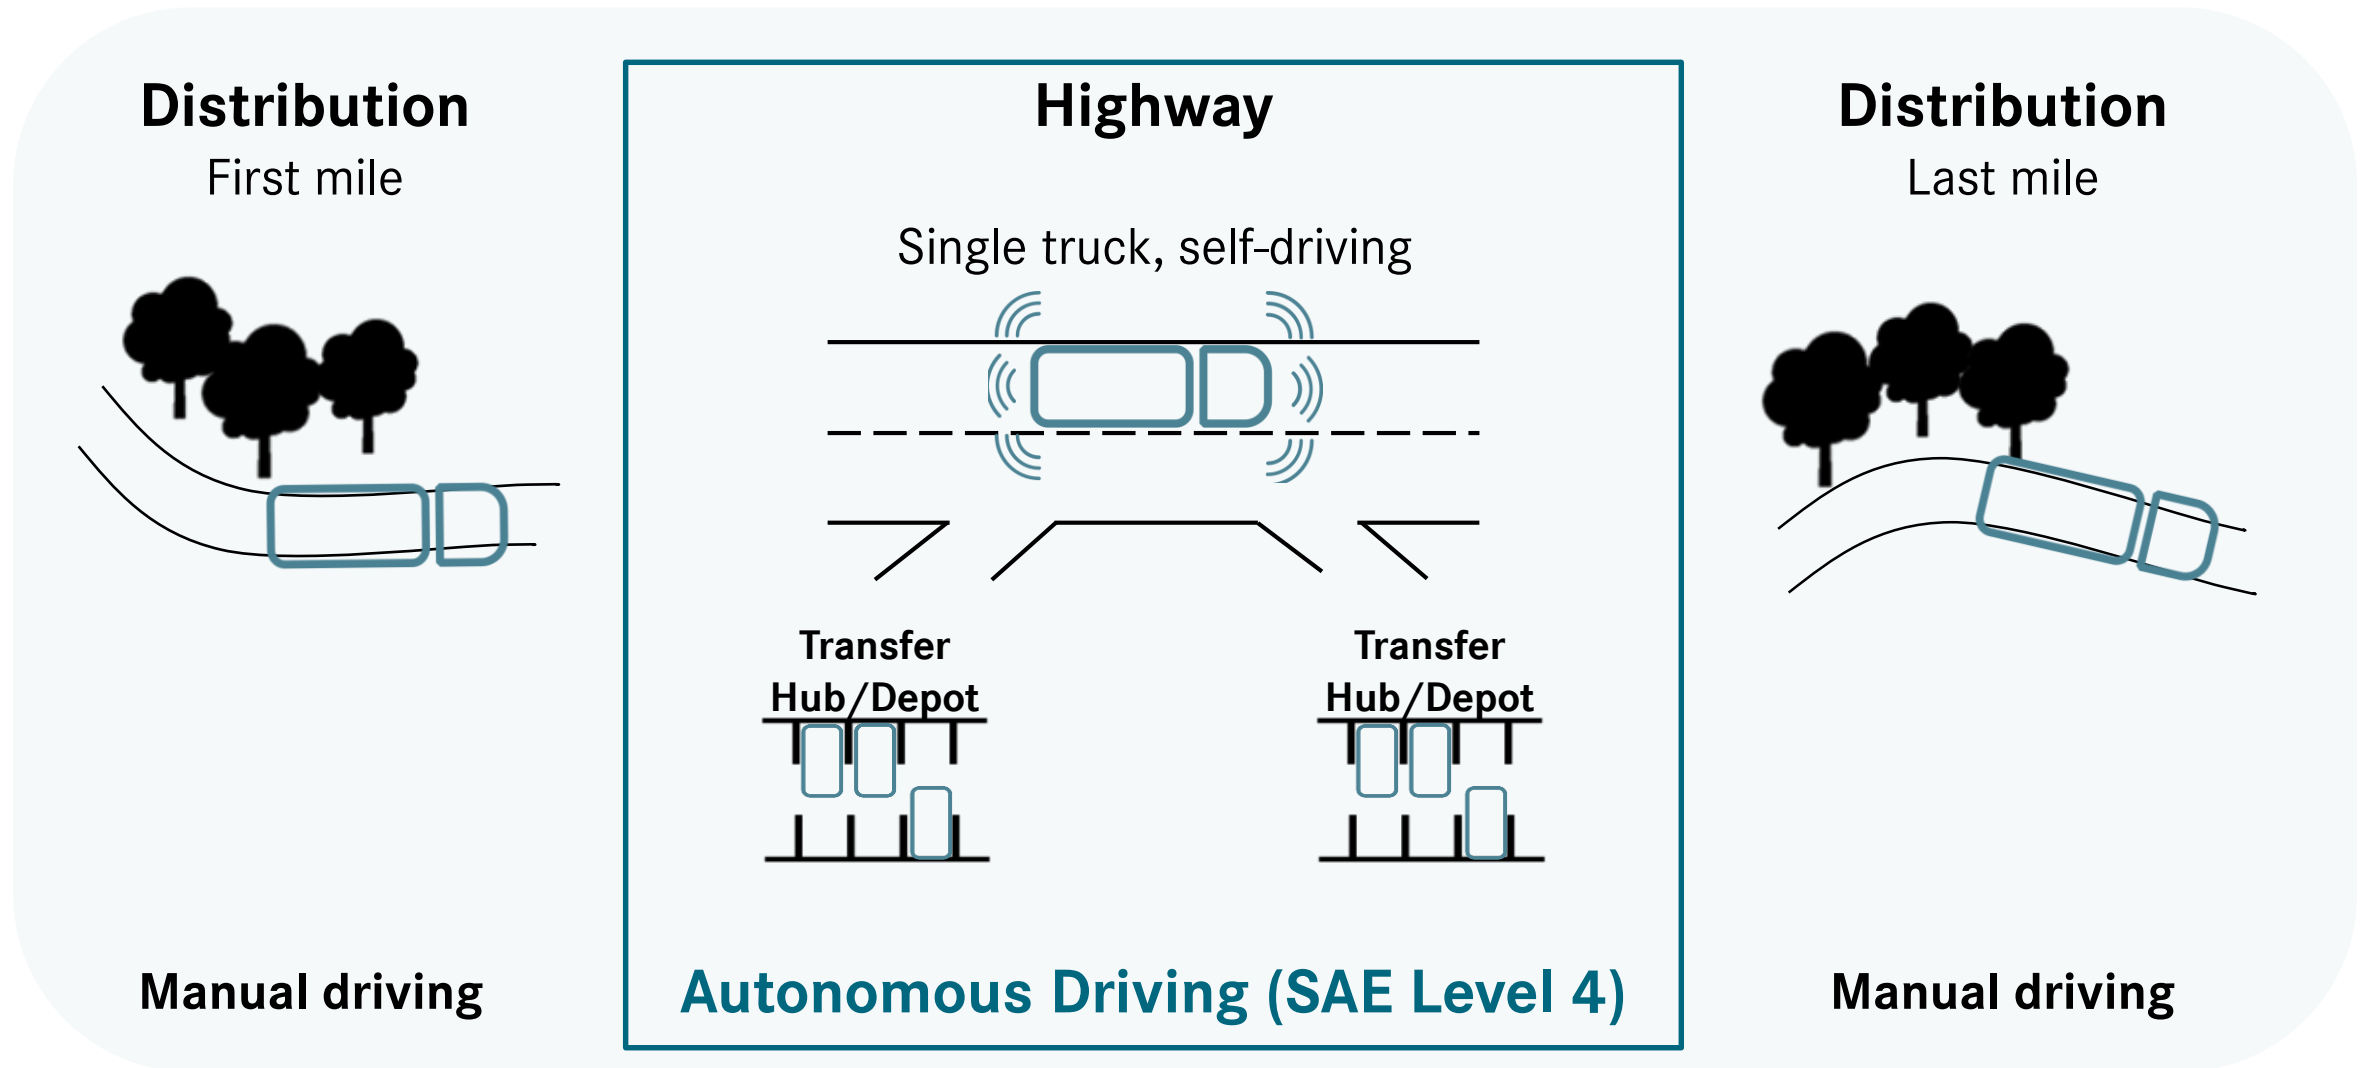 Distribution
First mile
Manual driving
Highway
Single truck, self-driving
Transfer
Hub/Depot
Transfer
Hub/Depot
Autonomous Driving (SAE Level 4)
Distribution
Last mile
Manual driving